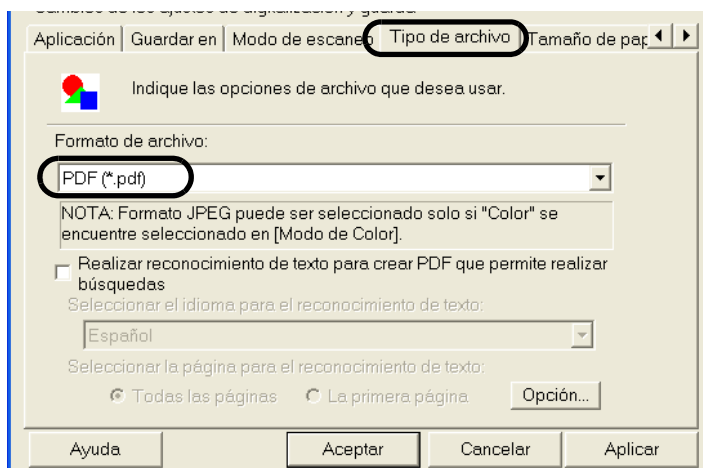 Aplicación Guardar en Modo de escaneo Tipo de archivo Tamaño de pap
Indique las opciones de archivo que desea usar.
Formato de archivo:
PDF (*.pdf)
NOTA: Formato JPEG puede ser seleccionado solo si "Color" se
encuentre seleccionado en [Modo de Color].
Realizar reconocimiento de texto para crear PDF que permite realizar
búsquedas
Seleccionar el idioma para el reconocimiento de texto:
Español
Seleccionar la página para el reconocimiento de texto:
Todas las páginas La primera página Opción...
Ayuda Aceptar Cancelar Aplicar